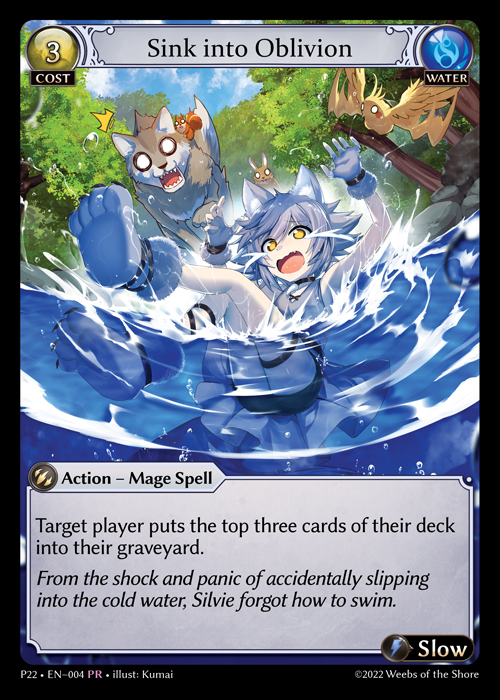 3
COST
Sink into Oblivion
WATER
Action – Mage Spell
Target player puts the top three cards of their deck
into their graveyard.
From the shock and panic of accidentally slipping
into the cold water, Silvie forgot how to swim.
Slow
P22 • EN–004 PR • illust: Kumai
©2022 Weebs of the Shore